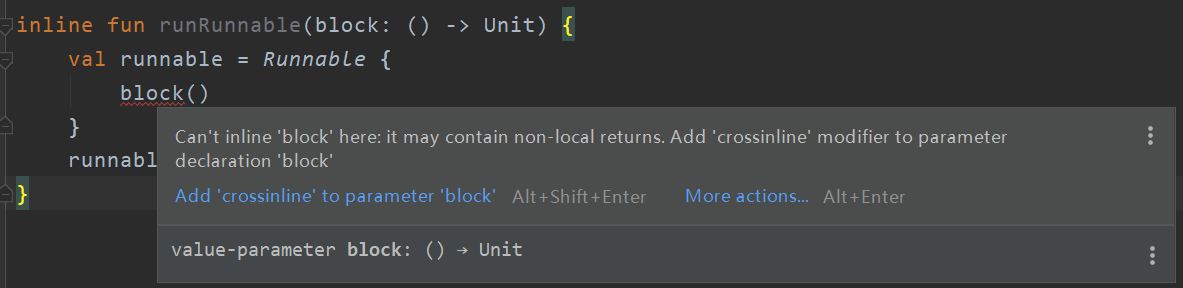 inline fun runRunnable(block: () -> Unit) {
val runnable = Runnable {
block()
}
runnabl
}
Can't inline 'block' here: it may contain non-local returns. Add 'crossinline' modifier to parameter
declaration 'block'
Add 'crossinline' to parameter 'block' Alt+Shift+Enter More actions... Alt+Enter
value-parameter block: () → Unit